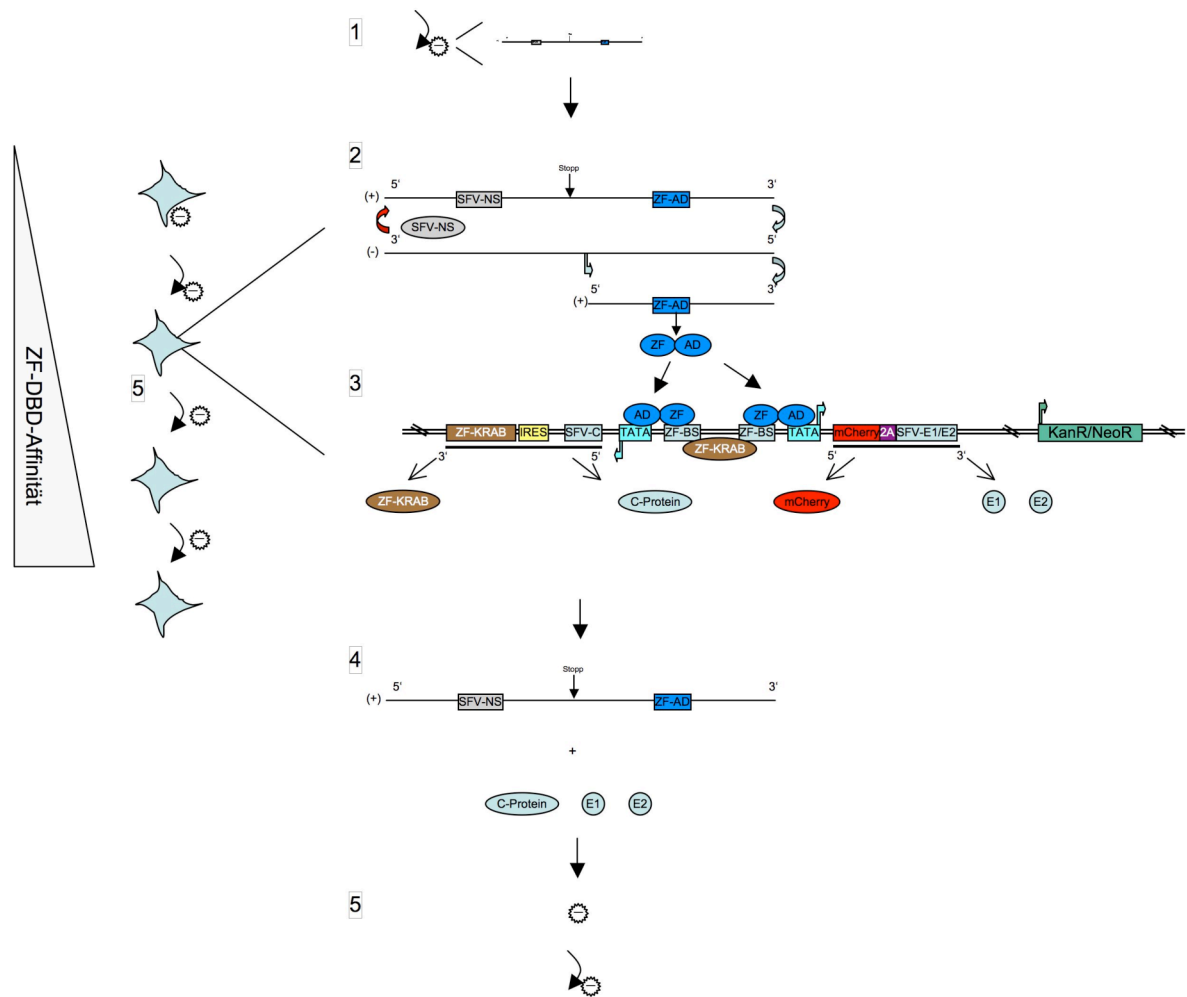 1
2
Stopp
5‘
3‘
(+)
SFV-NS
ZF-AD
SFV-NS
3‘
5‘
(-)
5‘
3‘
(+)
ZF-AD
ZF
AD
ZF-DBD-Affinität
5
3
AD
ZF
ZF
AD
ZF-KRAB
IRES
SFV-C
TATA
ZF-BS
ZF-BS
TATA
mCherry
2A
SFV-E1/E2
KanR/NeoR
ZF-KRAB
3‘
5‘
5‘
3‘
ZF-KRAB
C-Protein
mCherry
E1
E2
4
Stopp
5‘
3‘
(+)
SFV-NS
ZF-AD
+
C-Protein
E1
E2
5